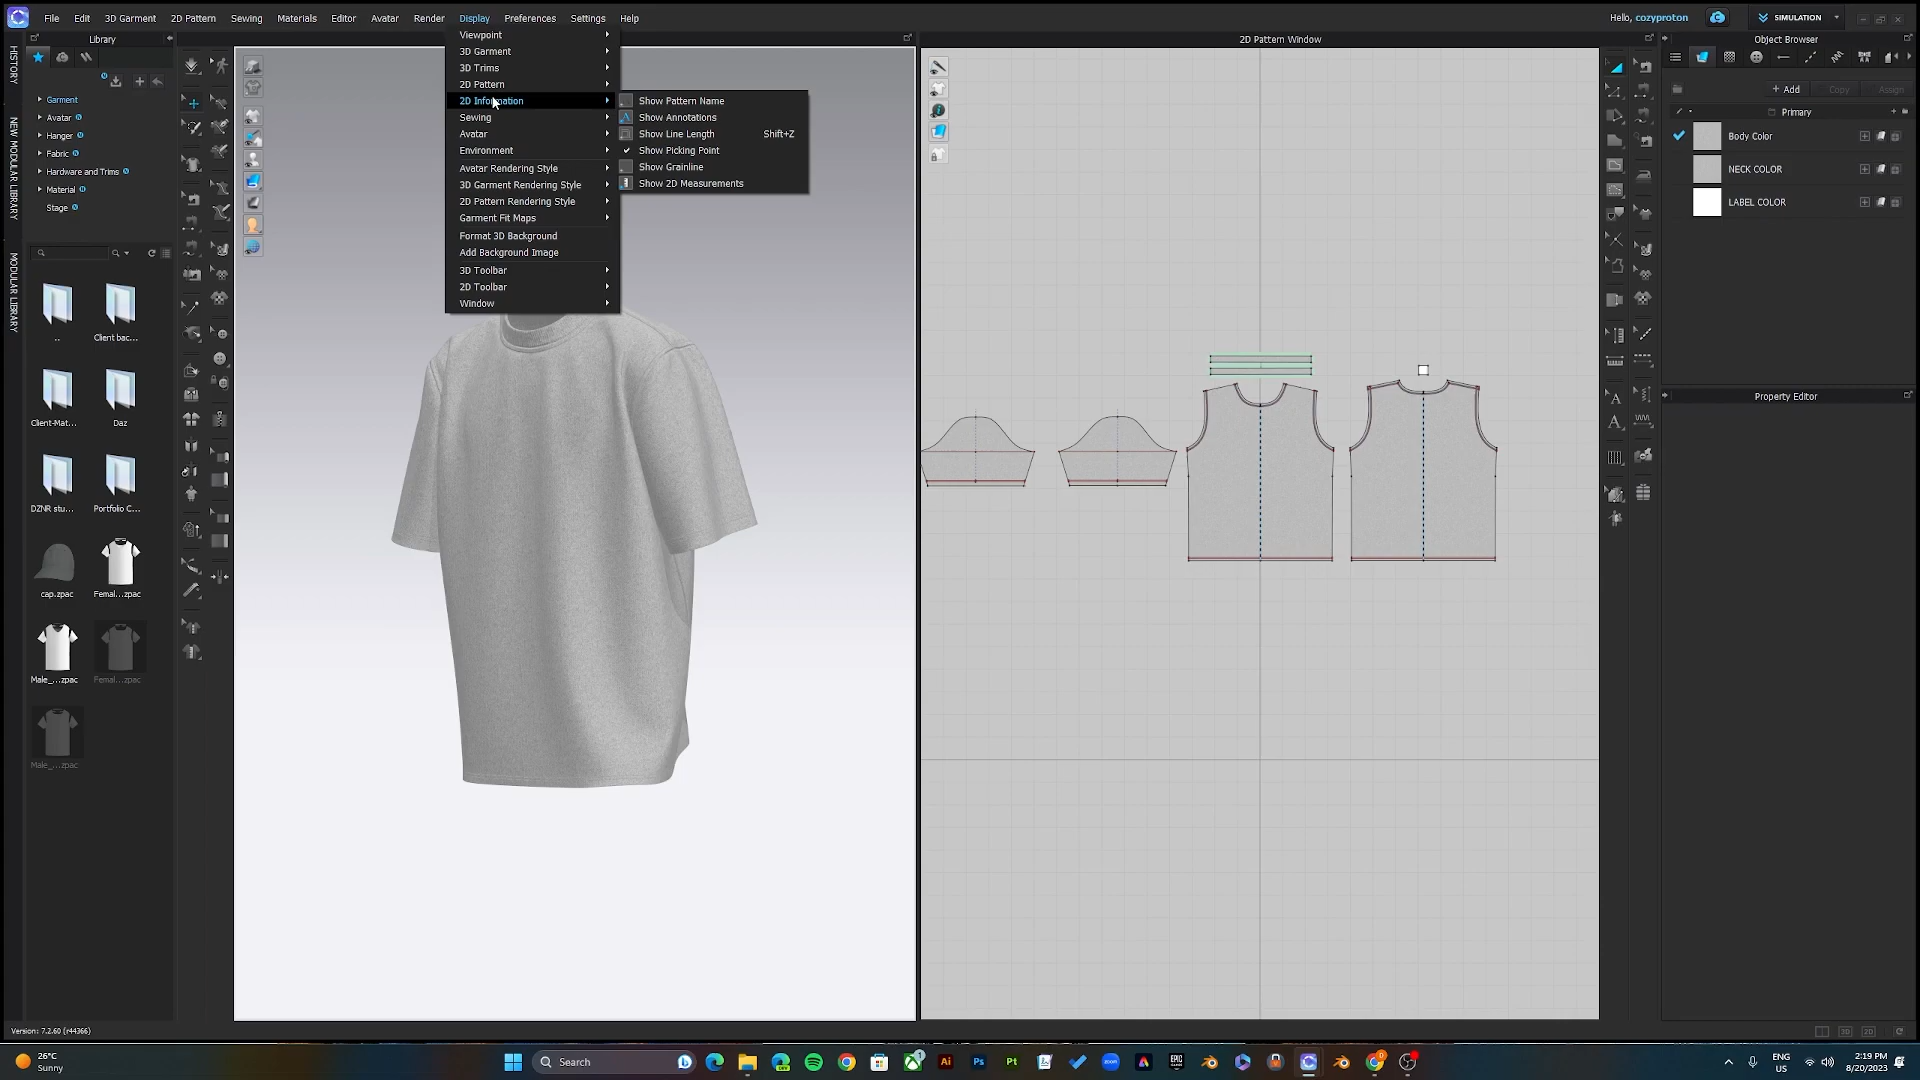 File Edit 3D Garment 2D Pattern Sewing Materials Editor Avatar Render Display Preferences Settings Help
Hello, cozyproton
SIMULATION
Library
2D Pattern Window
Object Browser
HISTORY
NEW MODULAR LIBRARY
MODULAR LIBRARY
Garment
Avatar
Hanger
Fabric
Hardware and Trims
Material
Stage
..
Client bac...
Client-Mat...
Daz
DZNR stu...
Portfolio C...
cap.zpac
Femal...zpac
Male_...zpac
Femal...zpac
Male_...zpac
Viewpoint
3D Garment
3D Trims
2D Pattern
2D Information
Sewing
Avatar
Environment
Avatar Rendering Style
3D Garment Rendering Style
2D Pattern Rendering Style
Garment Fit Maps
Format 3D Background
Add Background Image
3D Toolbar
2D Toolbar
Window
Show Pattern Name
Show Annotations
Show Line Length Shift+Z
Show Picking Point
Show Grainline
Show 2D Measurements
+ Add Copy Assign
Primary
Body Color
NECK COLOR
LABEL COLOR
Property Editor
Version: 7.2.60 (r44366)
3D 2D
26°C
Sunny
Search
ENG
US
2:19 PM
8/20/2023